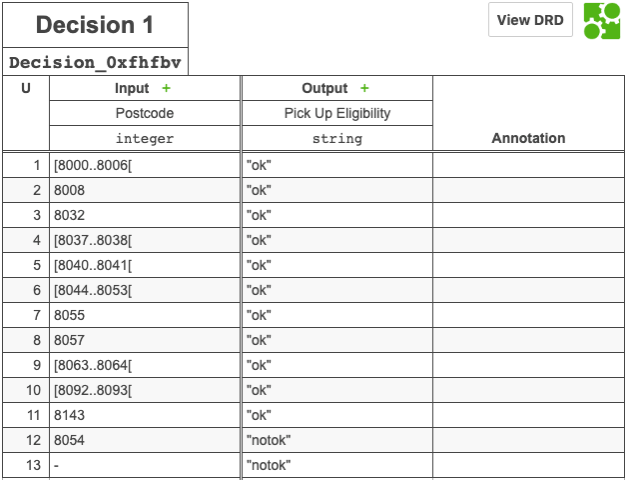 Decision 1
View DRD
Decision_0xfhfbv
U Input + Output +
Postcode Pick Up Eligibility
integer string Annotation
1 [8000..8006[ "ok"
2 8008 "ok"
3 8032 "ok"
4 [8037..8038[ "ok"
5 [8040..8041[ "ok"
6 [8044..8053[ "ok"
7 8055 "ok"
8 8057 "ok"
9 [8063..8064[ "ok"
10 [8092..8093[ "ok"
11 8143 "ok"
12 8054 "notok"
13 - "notok"